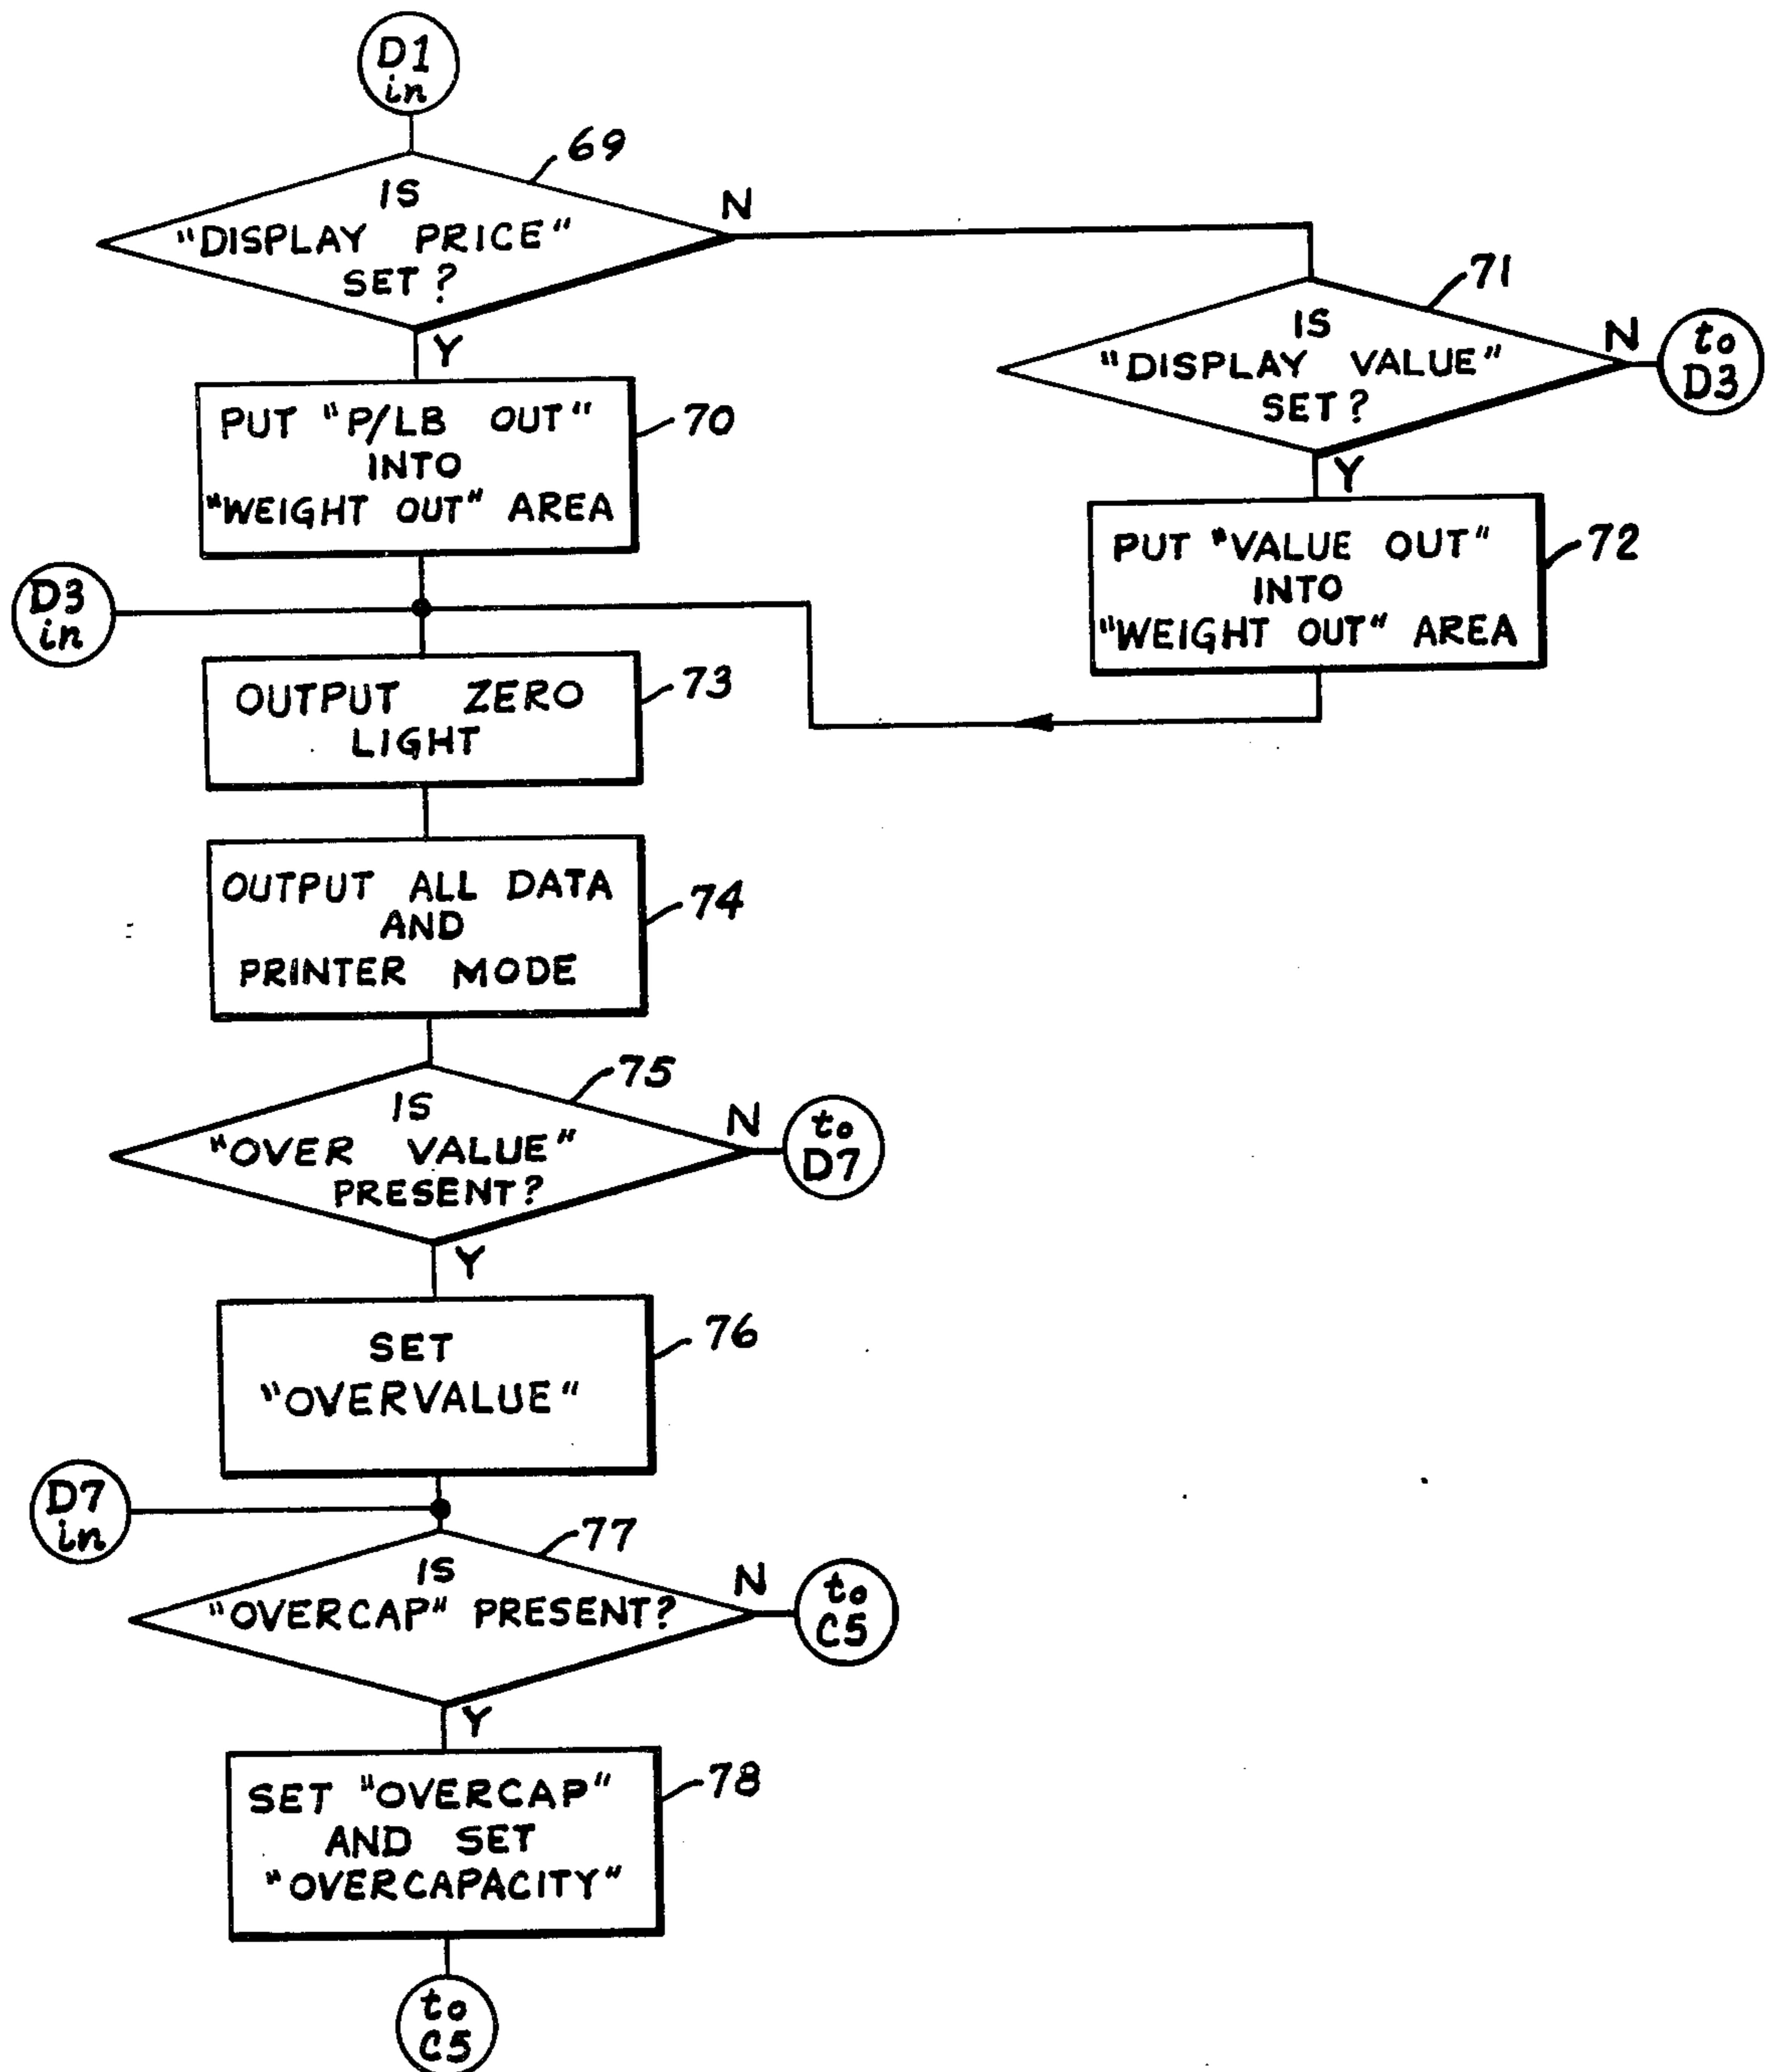 D1
in
69
IS
"DISPLAY PRICE"
SET?
N
Y
71
IS
"DISPLAY VALUE"
SET?
N
to
D3
Y
PUT "P/LB OUT"
INTO
"WEIGHT OUT" AREA
70
PUT "VALUE OUT"
INTO
"WEIGHT OUT" AREA
72
D3
in
OUTPUT ZERO
LIGHT
73
OUTPUT ALL DATA
AND
PRINTER MODE
74
75
IS
"OVER VALUE"
PRESENT?
N
to
D7
Y
SET
"OVERVALUE"
76
D7
in
77
IS
"OVERCAP" PRESENT?
N
to
C5
Y
SET "OVERCAP"
AND SET
"OVERCAPACITY"
78
to
C5